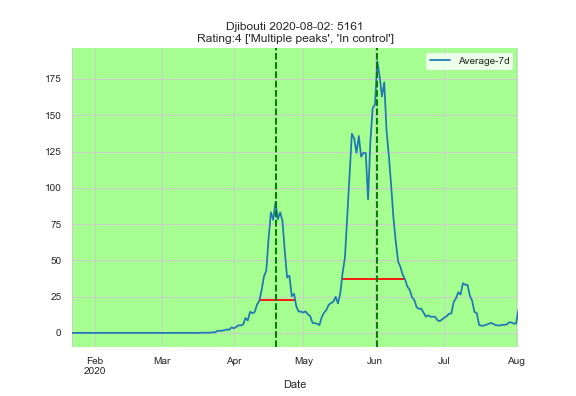 Djibouti 2020-08-02: 5161
Rating:4 ['Multiple peaks', 'In control']
Average-7d
175
150
125
100
75
50
25
0
Feb Mar Apr May Jun Jul Aug
2020
Date